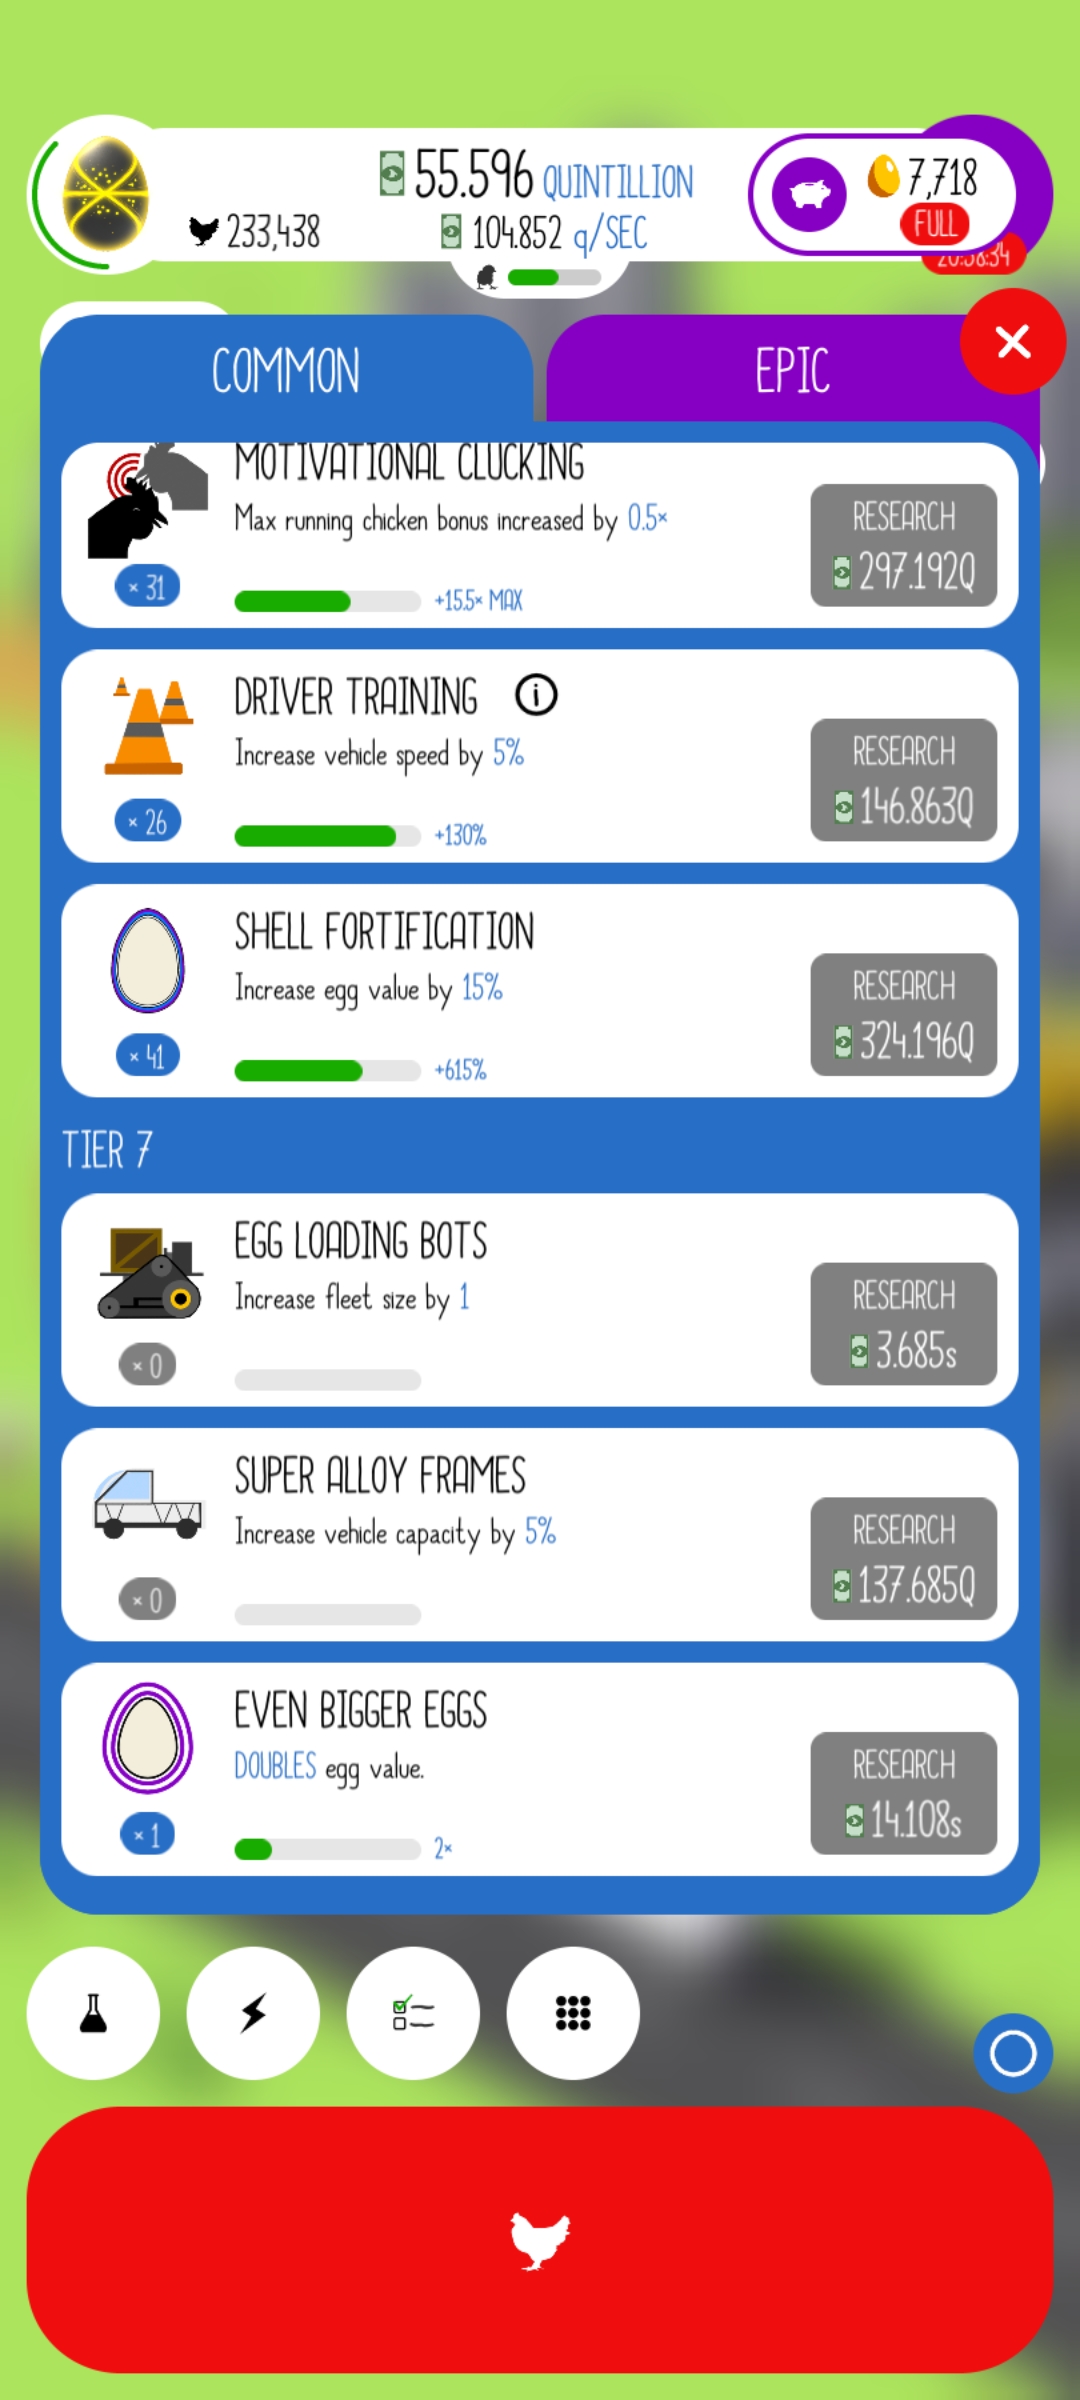 55.596 QUINTILLION
7,718
233,438
104.852 q/SEC
FULL
20:58:34
COMMON
EPIC
MOTIVATIONAL CLUCKING
Max running chicken bonus increased by 0.5×
RESEARCH
297.192Q
× 31
+15.5× MAX
DRIVER TRAINING
i
Increase vehicle speed by 5%
RESEARCH
146.863Q
× 26
+130%
SHELL FORTIFICATION
Increase egg value by 15%
RESEARCH
324.196Q
× 41
+615%
TIER 7
EGG LOADING BOTS
Increase fleet size by 1
RESEARCH
3.685s
× 0
SUPER ALLOY FRAMES
Increase vehicle capacity by 5%
RESEARCH
137.685Q
× 0
EVEN BIGGER EGGS
DOUBLES egg value.
RESEARCH
14.108s
× 1
2×